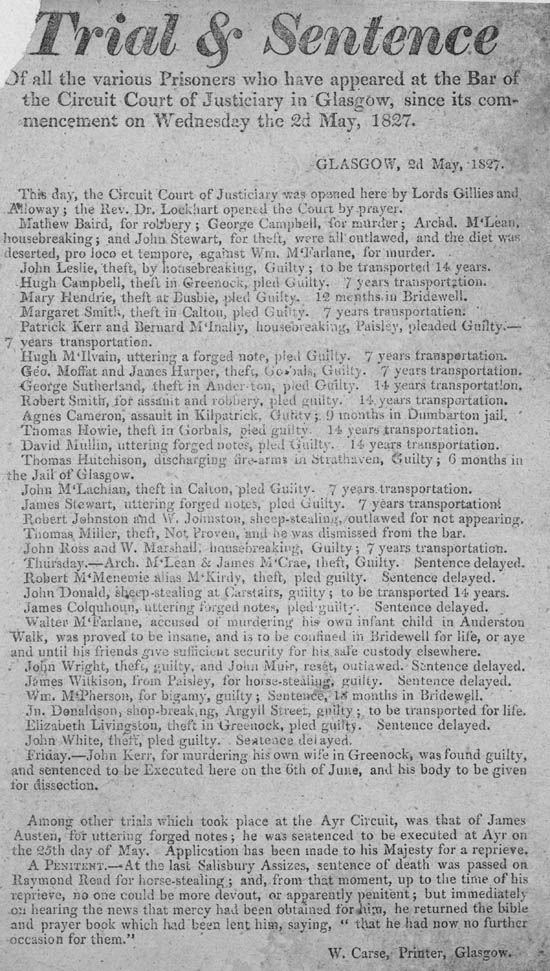 Trial & Sentence
Of all the various Prisoners who have appeared at the Bar of
the Circuit Court of Justiciary in Glasgow, since its com-
mencement on Wednesday the 2d May, 1827.
GLASGOW, 2d May, 1827.
This day, the Circuit Court of Justiciary was opened here by Lords Gillies and
Alloway; the Rev. Dr. Lockhart opened the Court by prayer.
Mathew Baird, for robbery; George Campbell, for murder; Archd. M'Lean,
housebreaking; and John Stewart, for theft, were all outlawed, and the diet was
deserted, pro loco et tempore, against Wm. M'Farlane, for murder.
John Leslie, theft, by housebreaking, Guilty; to be transported 14 years.
Hugh Campbell, theft in Greenock, pled Guilty. 7 years transportation.
Mary Hendrie, theft at Busbie, pled Guilty. 12 months in Bridewell.
Margaret Smith, theft in Calton, pled Guilty. 7 years transportation.
Patrick Kerr and Bernard M'Inally, housebreaking, Paisley, pleaded Guilty.—
7 years transportation.
Hugh M'Ilvain, uttering a forged note, pled Guilty. 7 years transportation.
Geo. Moffat and James Harper, theft, Gorbals, Guilty. 7 years transportation.
George Sutherland, theft in Anderston, pled Guilty. 14 years transportation.
Robert Smith, for assault and robbery, pled guilty. 14 years transportation.
Agnes Cameron, assault in Kilpatrick, Guilty; 9 months in Dumbarton jail.
Thomas Howie, theft in Gorbals, pled guilty. 14 years transportation.
David Mullin, uttering forged notes, pled Guilty. 14 years transportation.
Thomas Hutchison, discharging fire-arms in Strathaven, Guilty; 6 months in
the Jail of Glasgow.
John M'Lachlan, theft in Calton, pled Guilty. 7 years transportation.
James Stewart, uttering forged notes, pled Guilty. 7 years transportation.
Robert Johnston and W. Johnston, sheep-stealing, outlawed for not appearing.
Thomas Miller, theft, Not Proven, and he was dismissed from the bar.
John Ross and W. Marshall, housebreaking, Guilty; 7 years transportation.
Thursday.—Arch. M'Lean & James M'Crae, theft, Guilty. Sentence delayed.
Robert M'Menemie alias M'Kirdy, theft, pled guilty. Sentence delayed.
John Donald, sheep-stealing at Carstairs, guilty; to be transported 14 years.
James Colquhoun, uttering forged notes, pled guilty. Sentence delayed.
Walter M'Farlane, accused of murdering his own infant child in Anderston
Walk, was proved to be insane, and is to be confined in Bridewell for life, or aye
and until his friends give sufficient security for his safe custody elsewhere.
John Wright, theft, guilty, and John Muir, reset, outlawed. Sentence delayed.
James Wilkison, from Paisley, for horse-stealing, guilty. Sentence delayed.
Wm. M'Pherson, for bigamy, guilty; Sentence, 18 months in Bridewell.
Jn. Donaldson, shop-breaking, Argyll Street, guilty; to be transported for life.
Elizabeth Livingston, theft in Greenock, pled guilty. Sentence delayed.
John White, theft, pled guilty. Sentence delayed.
Friday.—John Kerr, for murdering his own wife in Greenock, was found guilty,
and sentenced to be Executed here on the 6th of June, and his body to be given
for dissection.
Among other trials which took place at the Ayr Circuit, was that of James
Austen, for uttering forged notes; he was sentenced to be executed at Ayr on
the 25th day of May. Application has been made to his Majesty for a reprieve.
A PENITENT.—At the last Salisbury Assizes, sentence of death was passed on
Raymond Read for horse-stealing; and, from that moment, up to the time of his
reprieve, no one could be more devout, or apparently penitent; but immediately
on hearing the news that mercy had been obtained for him, he returned the bible
and prayer book which had been lent him, saying, "that he had now no further
occasion for them."
W. Carse, Printer, Glasgow.